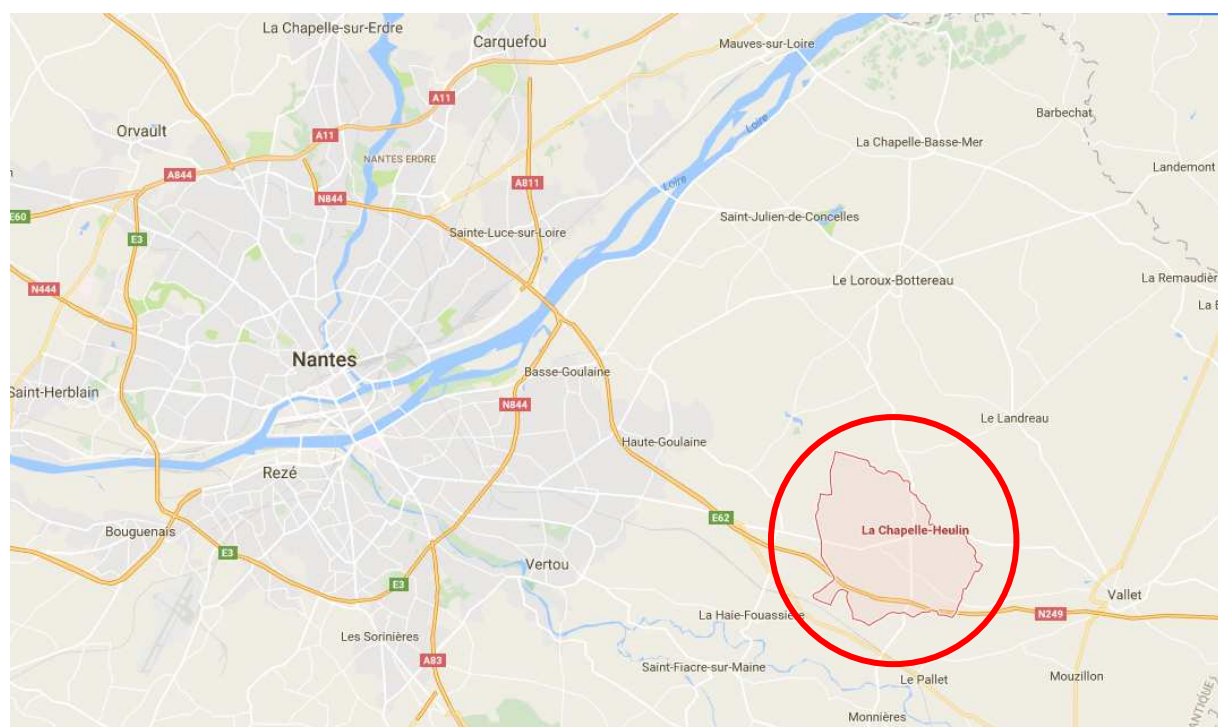 La Chapelle-sur-Erdre
Carquefou
Mauves-sur-Loire
A11
Barbechat
Orvault
A11
Loire
La Chapelle-Basse-Mer
NANTES ERDRE
A844
A811
Landemont
Loire
N844
E60
Saint-Julien-de-Concelles
E3
Sainte-Luce-sur-Loire
Le Loroux-Bottereau
La Remaudièr
N444
La B
Nantes
Basse-Goulaine
Saint-Herblain
N844
Le Landreau
Haute-Goulaine
Rezé
E62
La Chapelle-Heulin
Bouguenais
E3
Vertou
E3
Vallet
La Haie-Fouassière
N249
Les Sorinières
A83
Saint-Fiacre-sur-Maine
Le Pallet
Mouzillon
Monnières
ANTIQUE